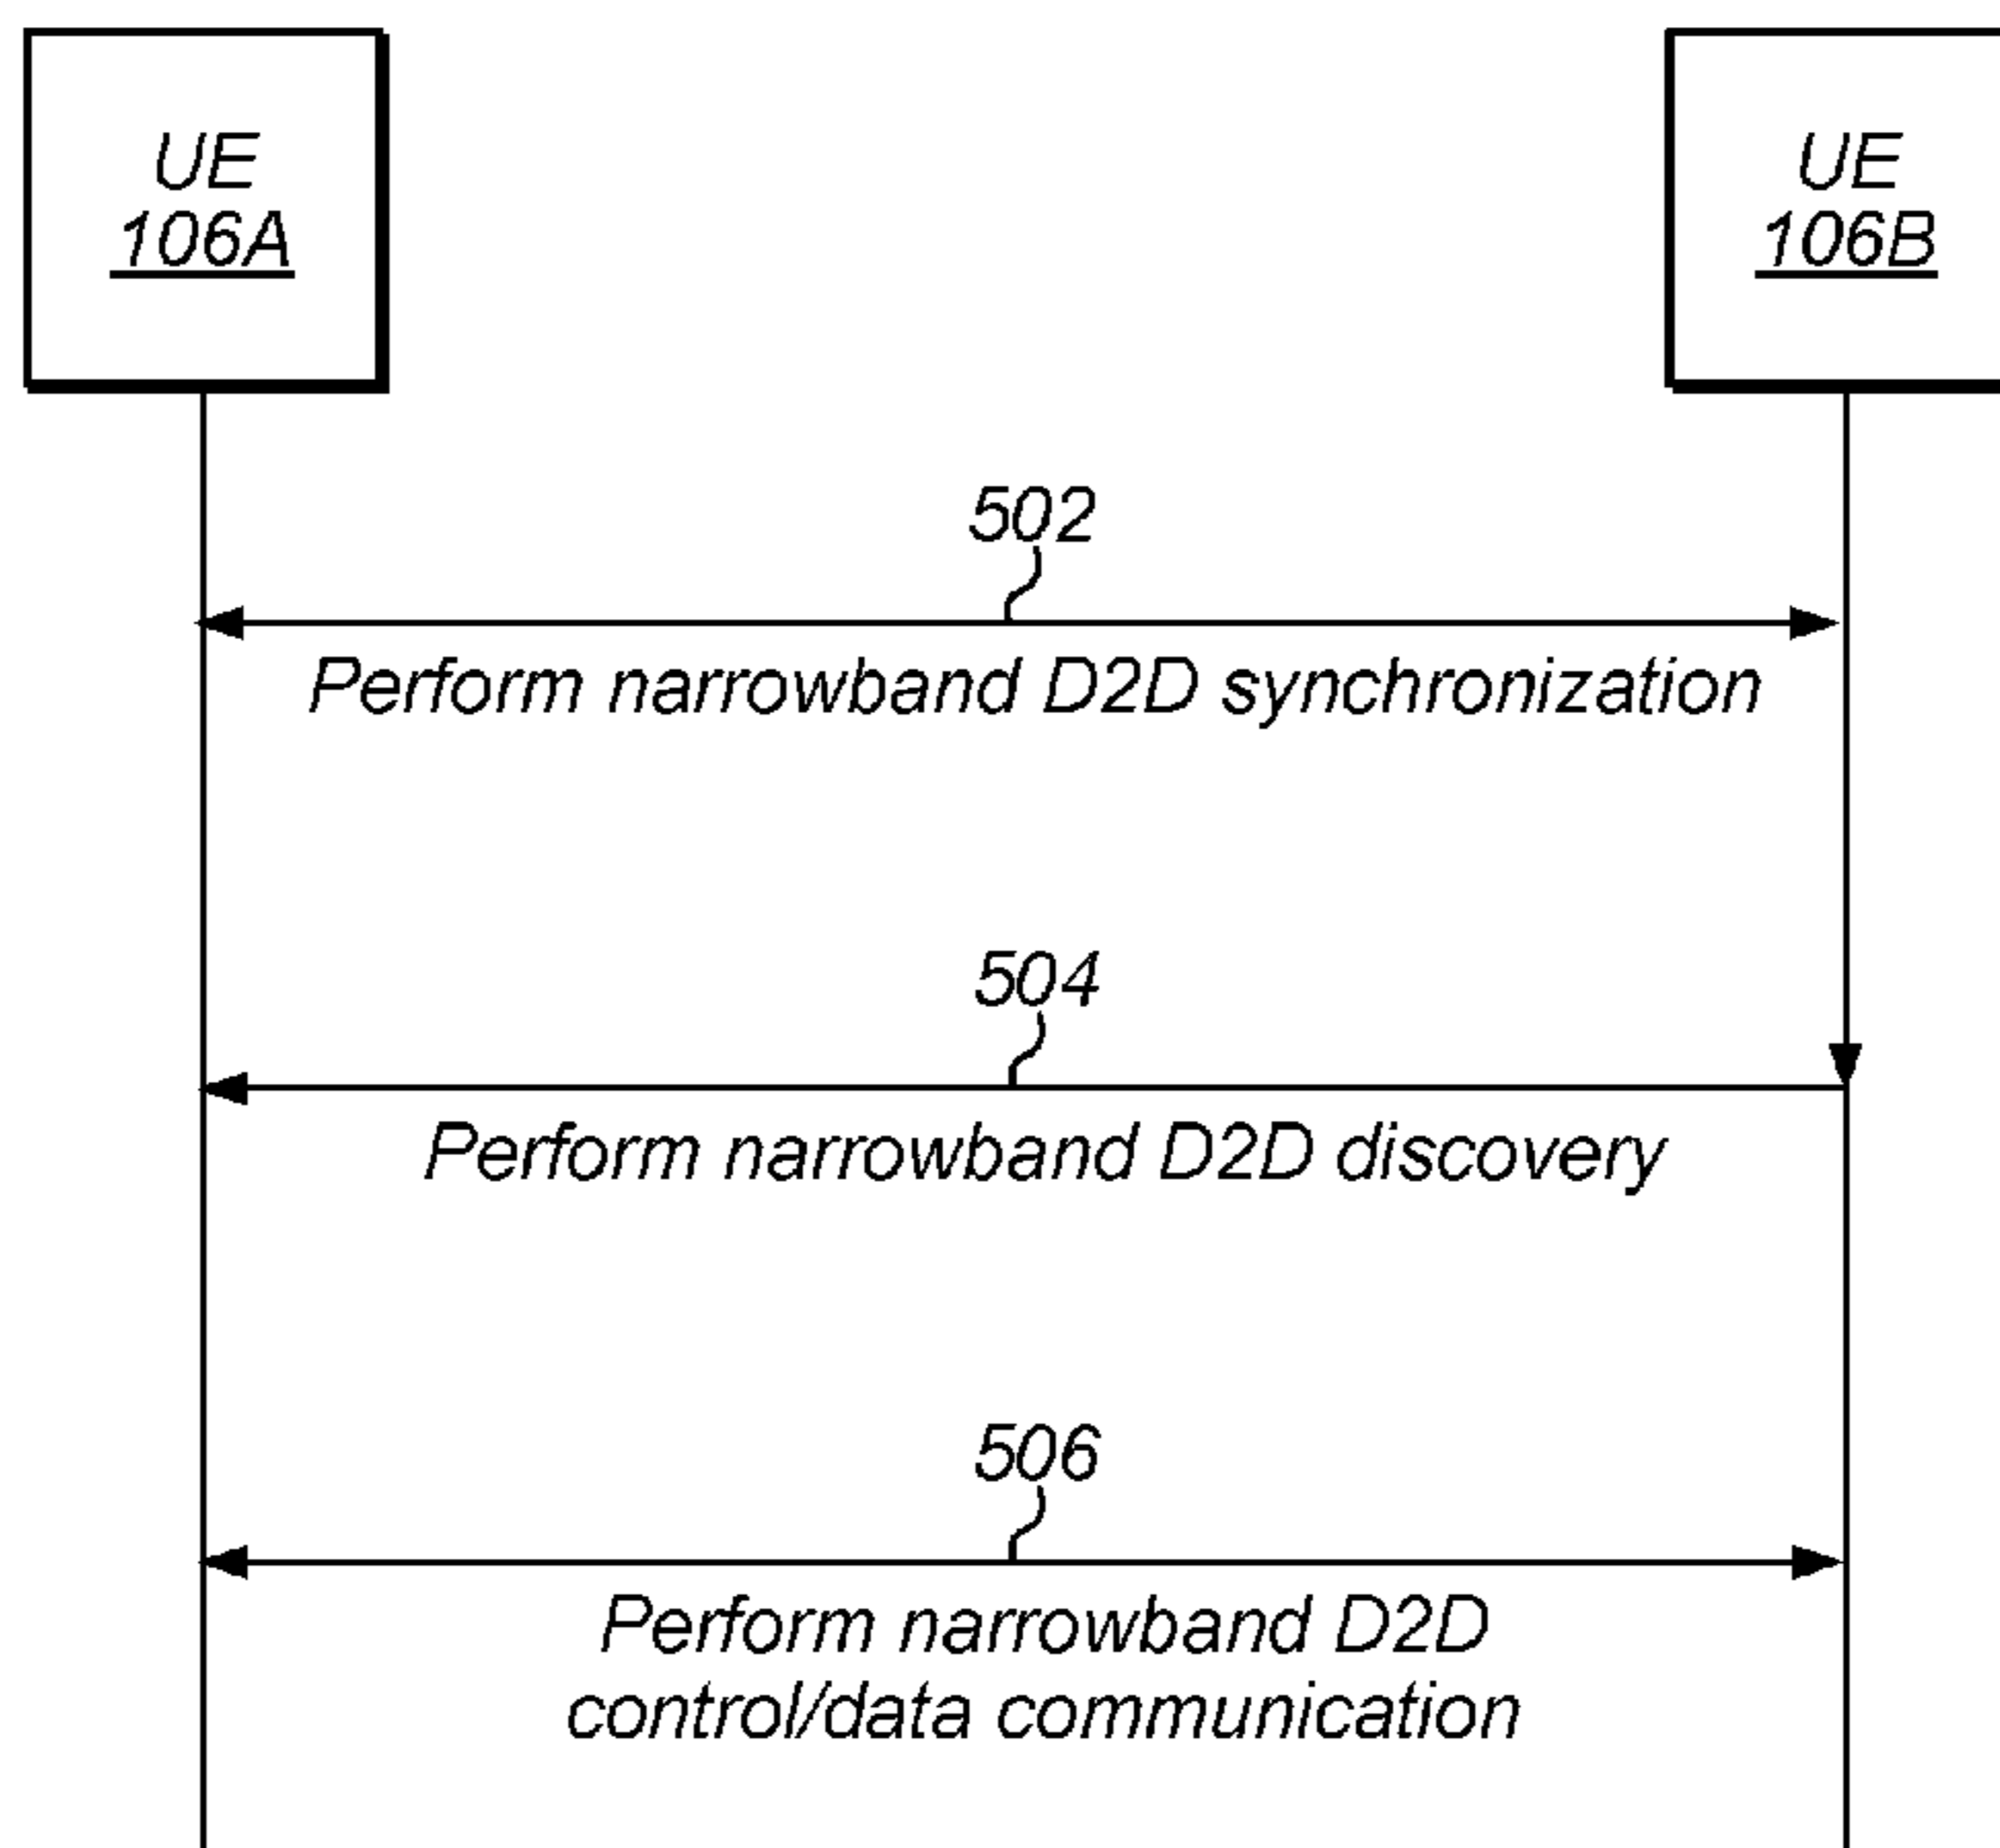 UE
106A
UE
106B
502
Perform narrowband D2D synchronization
504
Perform narrowband D2D discovery
506
Perform narrowband D2D
control/data communication